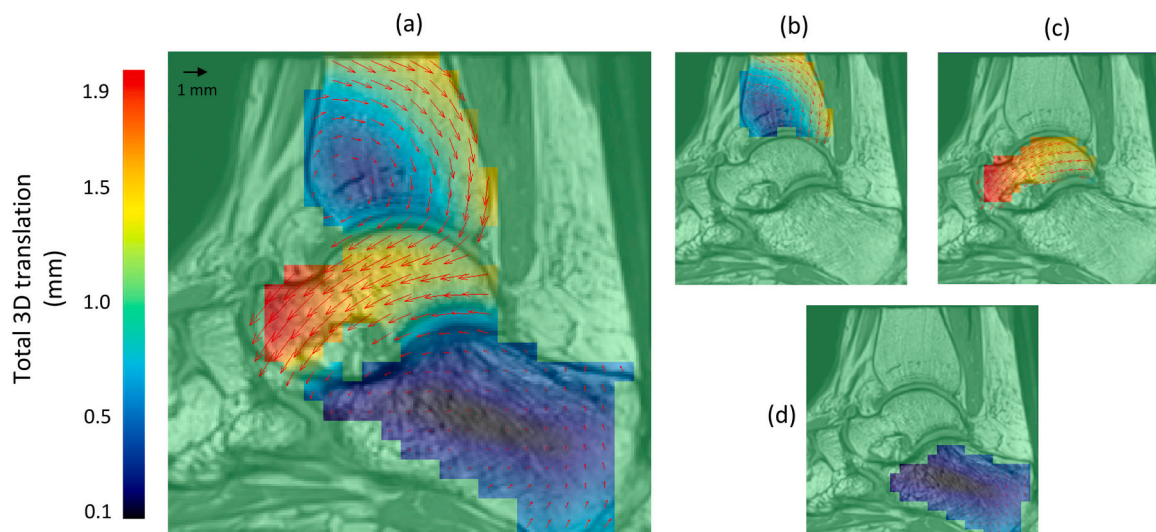 (a)
(b)
(c)
Total 3D translation
(mm)
1.9
1.5
1.0
0.5
0.1
1 mm
(d)